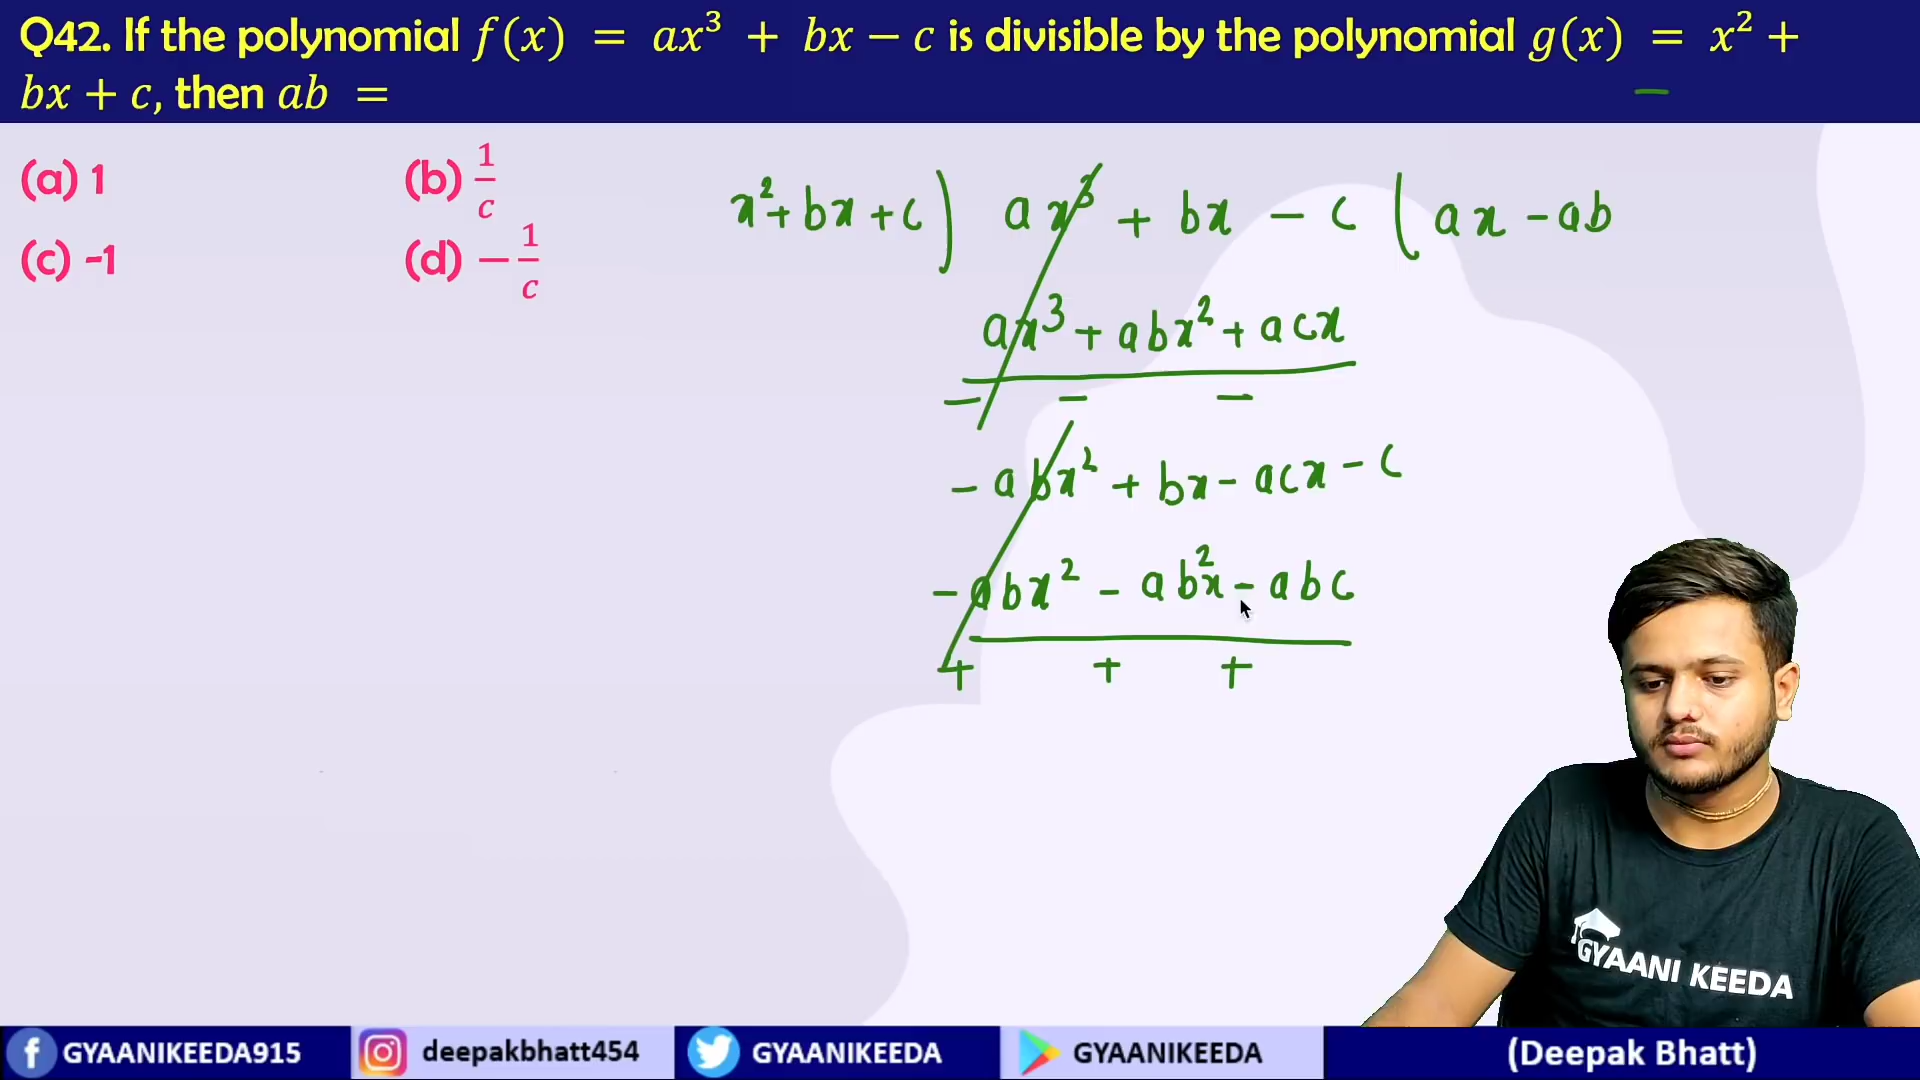 Q42. If the polynomial f(x) = ax³ + bx − c is divisible by the polynomial g(x) = x² +
bx + c, then ab =
(a) 1
(b) 1/c
(c) -1
(d) − 1/c
x² + bx + c ) ax³ + bx − c ( ax − ab
ax³ + abx² + acx
− − −
− abx² + bx − acx − c
− abx² − ab²x − abc
+ + +
GYAANI KEEDA
GYAANIKEEDA915
deepakbhatt454
GYAANIKEEDA
GYAANIKEEDA
(Deepak Bhatt)